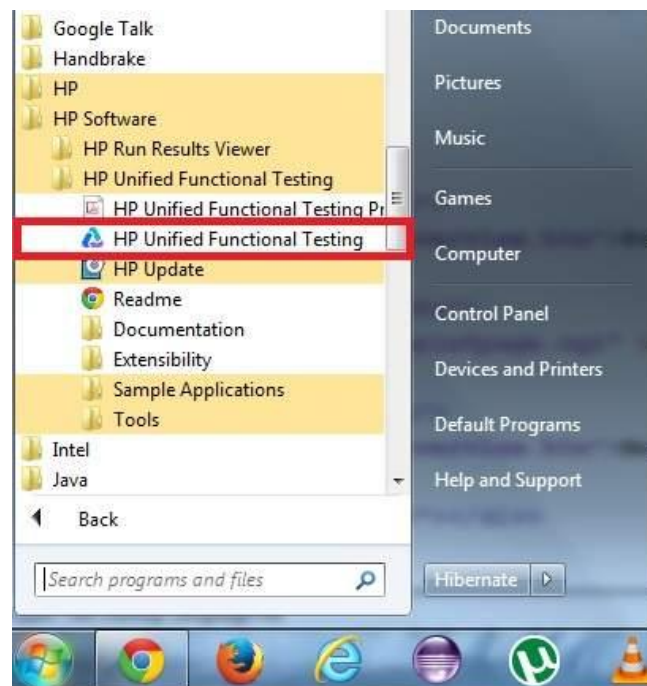 Google Talk
Handbrake
HP
HP Software
HP Run Results Viewer
HP Unified Functional Testing
HP Unified Functional Testing Pr
HP Unified Functional Testing
HP Update
Readme
Documentation
Extensibility
Sample Applications
Tools
Intel
Java
Back
Search programs and files
Documents
Pictures
Music
Games
Computer
Control Panel
Devices and Printers
Default Programs
Help and Support
Hibernate